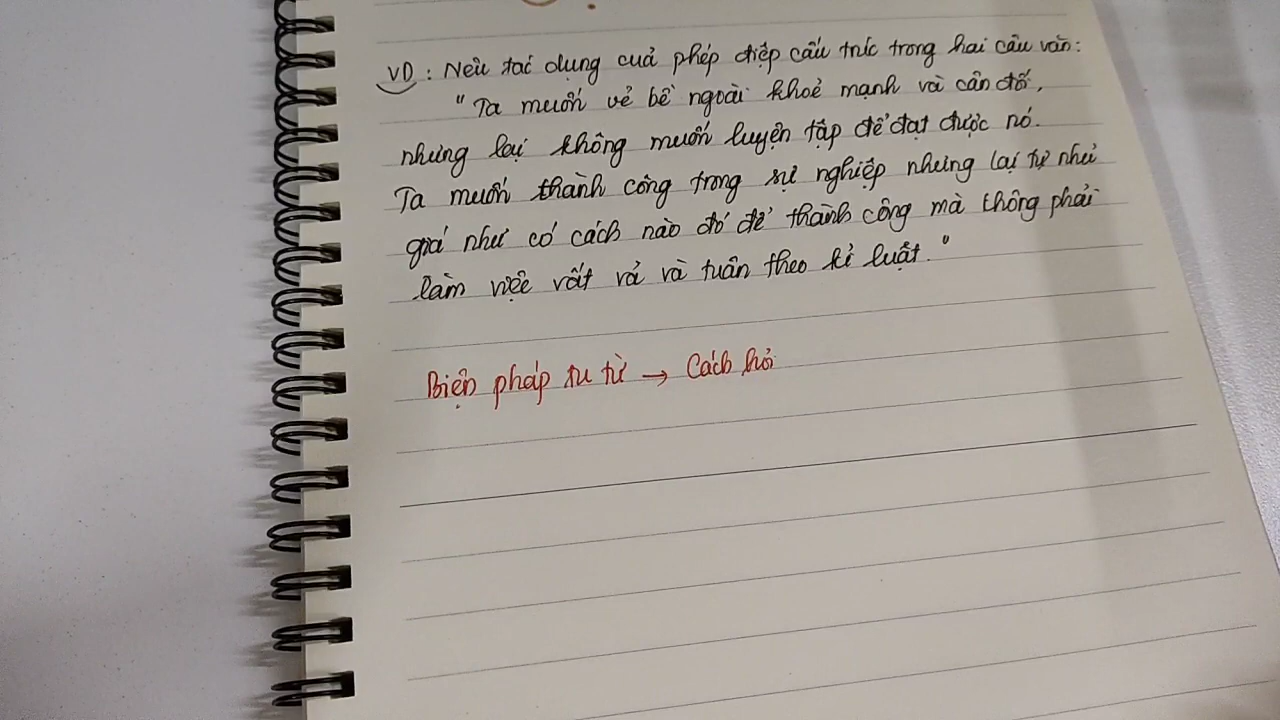 VD : Nêu tác dụng cuả phép điệp cấu trúc trong hai câu văn:
" Ta muốn vẻ bề ngoài khoẻ mạnh và cân đố,
nhưng lại không muốn luyện tập để đạt được nó.
Ta muốn thành công trong sự nghiệp nhưng lại tự nhủ
giá như có cách nào đó để thành công mà không phải
làm việc vất vả và tuân theo kỉ luật. "
Biện pháp tu từ → Cách hỏi